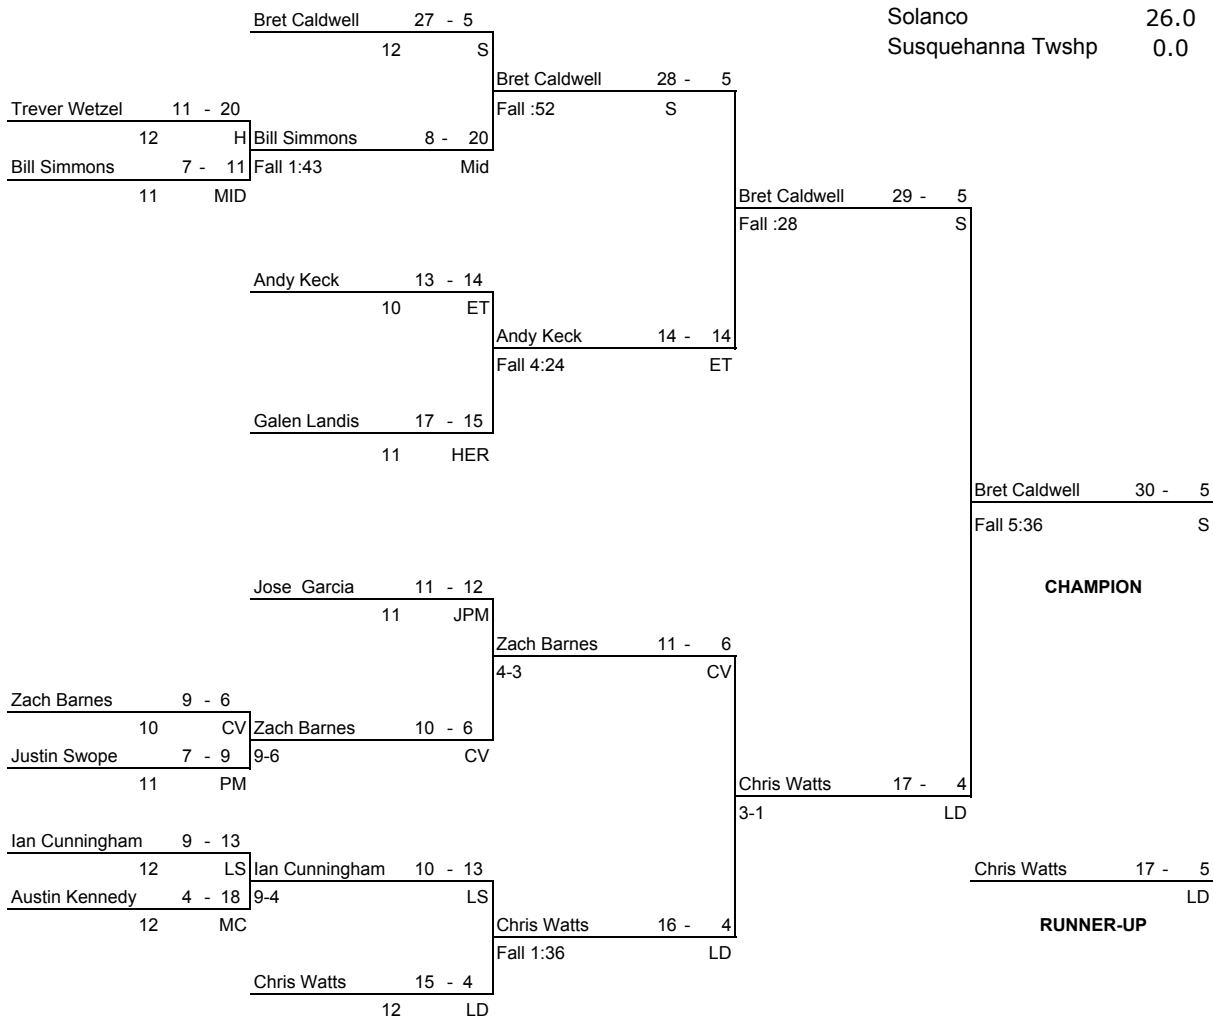 Bret Caldwell 27 - 5
Solanco 26.0
12 S
Susquehanna Twshp 0.0
Bret Caldwell 28 - 5
Trever Wetzel 11 - 20
Fall :52 S
12 H
Bill Simmons 8 - 20
Bill Simmons 7 - 11
Fall 1:43 Mid
11 MID
Bret Caldwell 29 - 5
Fall :28 S
Andy Keck 13 - 14
10 ET
Andy Keck 14 - 14
Fall 4:24 ET
Galen Landis 17 - 15
11 HER
Bret Caldwell 30 - 5
Fall 5:36 S
Jose Garcia 11 - 12
CHAMPION
11 JPM
Zach Barnes 11 - 6
4-3 CV
Zach Barnes 9 - 6
10 CV
Zach Barnes 10 - 6
Justin Swope 7 - 9
9-6 CV
11 PM
Chris Watts 17 - 4
3-1 LD
Ian Cunningham 9 - 13
12 LS
Ian Cunningham 10 - 13
Chris Watts 17 - 5
Austin Kennedy 4 - 18
9-4 LS
LD
12 MC
Chris Watts 16 - 4
RUNNER-UP
Fall 1:36 LD
Chris Watts 15 - 4
12 LD